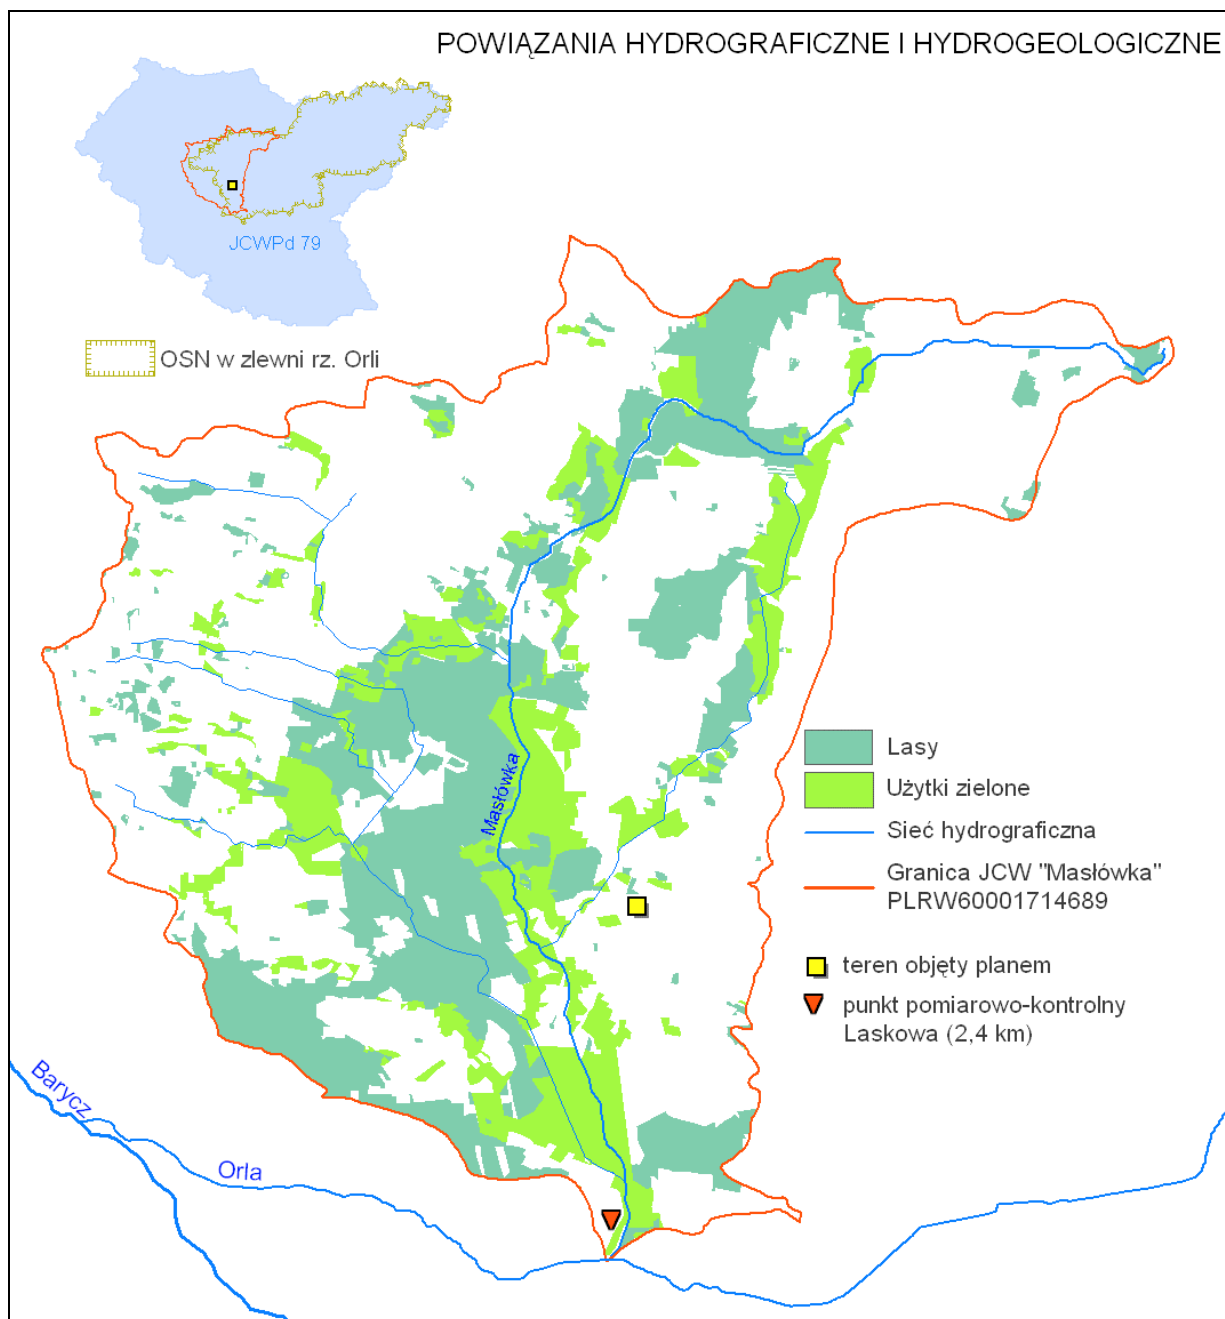 POWIĄZANIA HYDROGRAFICZNE I HYDROGEOLOGICZNE
JCWPd 79
OSN w zlewni rz. Orli
Masłówka
Lasy
Użytki zielone
Sieć hydrograficzna
Granica JCW "Masłówka"
PLRW60001714689
teren objęty planem
punkt pomiarowo-kontrolny
Laskowa (2,4 km)
Barycz
Orla